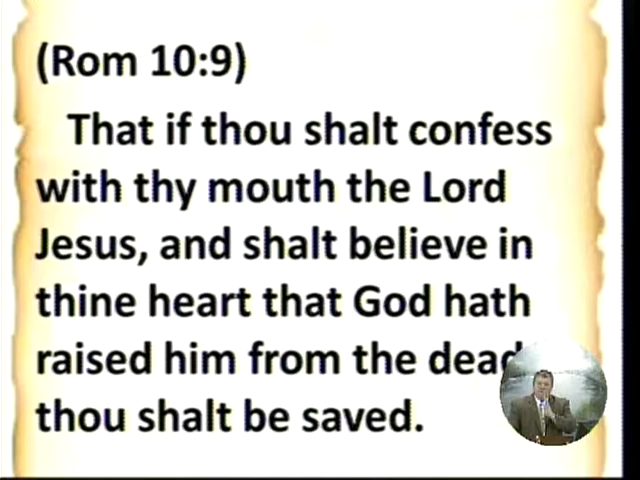 (Rom 10:9)
That if thou shalt confess
with thy mouth the Lord
Jesus, and shalt believe in
thine heart that God hath
raised him from the dead
thou shalt be saved.